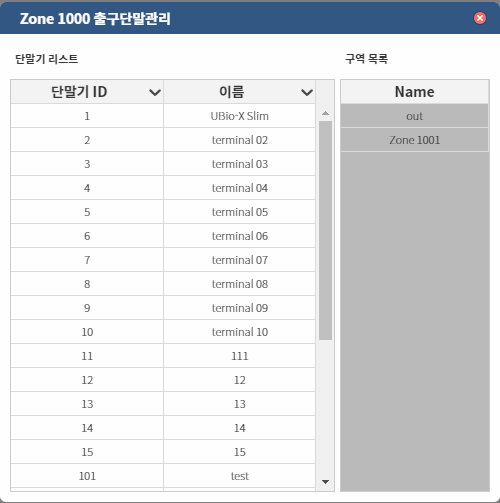 Zone 1000 출구단말관리
단말기 리스트
단말기 ID 이름
1 UBio-X Slim
2 terminal 02
3 terminal 03
4 terminal 04
5 terminal 05
6 terminal 06
7 terminal 07
8 terminal 08
9 terminal 09
10 terminal 10
11 111
12 12
13 13
14 14
15 15
101 test
구역 목록
Name
out
Zone 1001